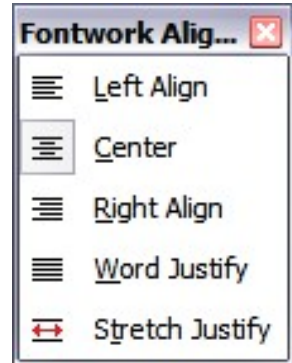 Fontwork Alig...
Left Align
Center
Right Align
Word Justify
Stretch Justify